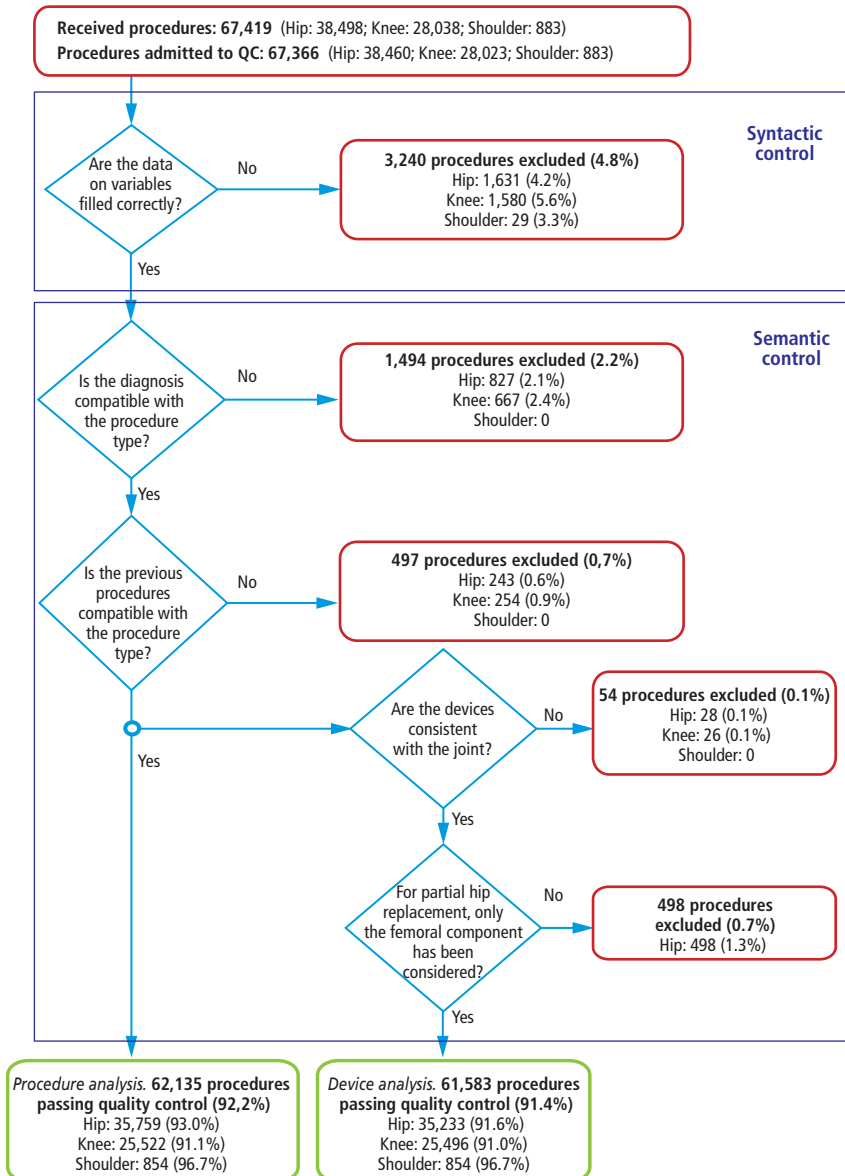 Received procedures: 67,419 (Hip: 38,498; Knee: 28,038; Shoulder: 883)
Procedures admitted to QC: 67,366 (Hip: 38,460; Knee: 28,023; Shoulder: 883)
Syntactic
control
Are the data
on variables
filled correctly?
No
3,240 procedures excluded (4.8%)
Hip: 1,631 (4.2%)
Knee: 1,580 (5.6%)
Shoulder: 29 (3.3%)
Yes
Semantic
control
Is the diagnosis
compatible with
the procedure
type?
No
1,494 procedures excluded (2.2%)
Hip: 827 (2.1%)
Knee: 667 (2.4%)
Shoulder: 0
Yes
Is the previous
procedures
compatible with
the procedure
type?
No
497 procedures excluded (0,7%)
Hip: 243 (0.6%)
Knee: 254 (0.9%)
Shoulder: 0
Yes
Are the devices
consistent
with the joint?
No
54 procedures excluded (0.1%)
Hip: 28 (0.1%)
Knee: 26 (0.1%)
Shoulder: 0
Yes
For partial hip
replacement, only
the femoral component
has been
considered?
No
498 procedures
excluded (0.7%)
Hip: 498 (1.3%)
Yes
Procedure analysis. 62,135 procedures
passing quality control (92,2%)
Hip: 35,759 (93.0%)
Knee: 25,522 (91.1%)
Shoulder: 854 (96.7%)
Device analysis. 61,583 procedures
passing quality control (91.4%)
Hip: 35,233 (91.6%)
Knee: 25,496 (91.0%)
Shoulder: 854 (96.7%)